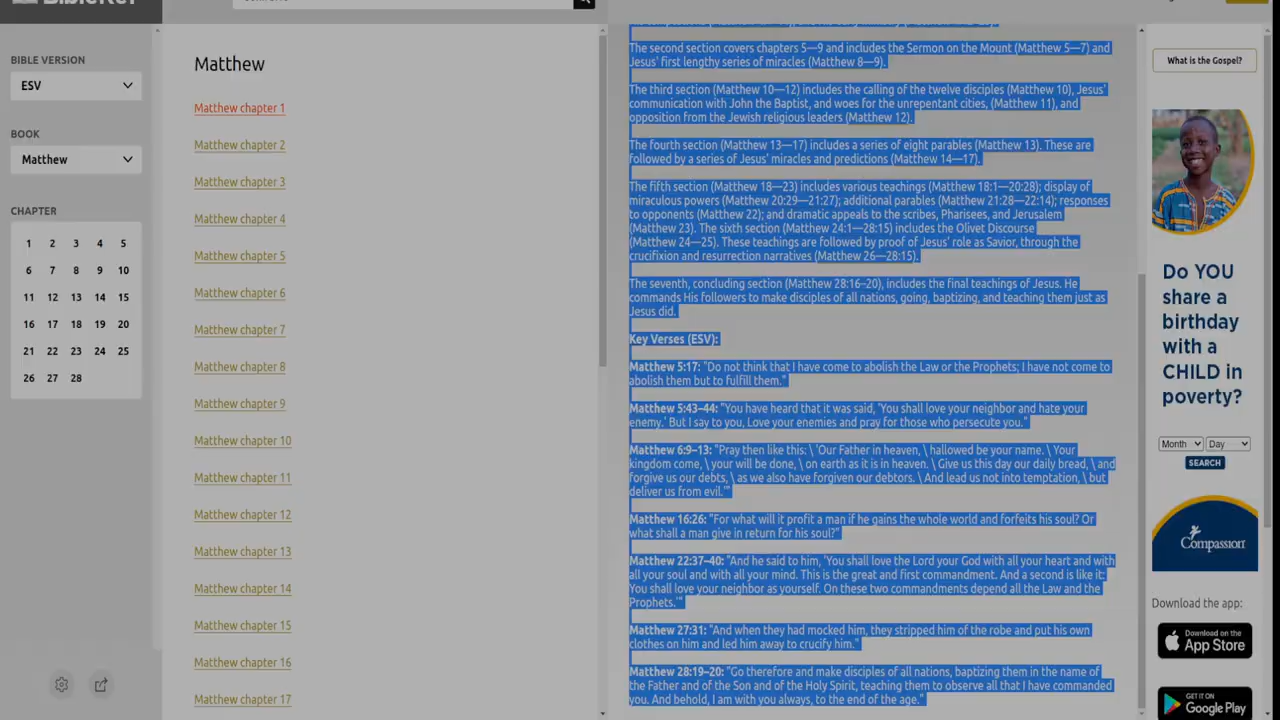 BIBLE VERSION
ESV
BOOK
Matthew
CHAPTER
1 2 3 4 5
6 7 8 9 10
11 12 13 14 15
16 17 18 19 20
21 22 23 24 25
26 27 28
Matthew
Matthew chapter 1
Matthew chapter 2
Matthew chapter 3
Matthew chapter 4
Matthew chapter 5
Matthew chapter 6
Matthew chapter 7
Matthew chapter 8
Matthew chapter 9
Matthew chapter 10
Matthew chapter 11
Matthew chapter 12
Matthew chapter 13
Matthew chapter 14
Matthew chapter 15
Matthew chapter 16
Matthew chapter 17
The second section covers chapters 5—9 and includes the Sermon on the Mount (Matthew 5—7) and
Jesus' first lengthy series of miracles (Matthew 8—9).
The third section (Matthew 10—12) includes the calling of the twelve disciples (Matthew 10), Jesus'
communication with John the Baptist, and woes for the unrepentant cities, (Matthew 11), and
opposition from the Jewish religious leaders (Matthew 12).
The fourth section (Matthew 13—17) includes a series of eight parables (Matthew 13). These are
followed by a series of Jesus' miracles and predictions (Matthew 14—17).
The fifth section (Matthew 18—23) includes various teachings (Matthew 18:1—20:28); display of
miraculous powers (Matthew 20:29—21:27); additional parables (Matthew 21:28—22:14); responses
to opponents (Matthew 22); and dramatic appeals to the scribes, Pharisees, and Jerusalem
(Matthew 23). The sixth section (Matthew 24:1—28:15) includes the Olivet Discourse
(Matthew 24—25). These teachings are followed by proof of Jesus' role as Savior, through the
crucifixion and resurrection narratives (Matthew 26—28:15).
The seventh, concluding section (Matthew 28:16–20), includes the final teachings of Jesus. He
commands His followers to make disciples of all nations, going, baptizing, and teaching them just as
Jesus did.
Key Verses (ESV):
Matthew 5:17: "Do not think that I have come to abolish the Law or the Prophets; I have not come to
abolish them but to fulfill them."
Matthew 5:43–44: "You have heard that it was said, 'You shall love your neighbor and hate your
enemy.' But I say to you, Love your enemies and pray for those who persecute you."
Matthew 6:9–13: "Pray then like this: \ 'Our Father in heaven, \ hallowed be your name. \ Your
kingdom come, \ your will be done, \ on earth as it is in heaven. \ Give us this day our daily bread, \ and
forgive us our debts, \ as we also have forgiven our debtors. \ And lead us not into temptation, \ but
deliver us from evil.'"
Matthew 16:26: "For what will it profit a man if he gains the whole world and forfeits his soul? Or
what shall a man give in return for his soul?"
Matthew 22:37–40: "And he said to him, 'You shall love the Lord your God with all your heart and with
all your soul and with all your mind. This is the great and first commandment. And a second is like it:
You shall love your neighbor as yourself. On these two commandments depend all the Law and the
Prophets.'"
Matthew 27:31: "And when they had mocked him, they stripped him of the robe and put his own
clothes on him and led him away to crucify him."
Matthew 28:19–20: "Go therefore and make disciples of all nations, baptizing them in the name of
the Father and of the Son and of the Holy Spirit, teaching them to observe all that I have commanded
you. And behold, I am with you always, to the end of the age."
What is the Gospel?
Do YOU
share a
birthday
with a
CHILD in
poverty?
Month Day
SEARCH
Compassion
Download the app:
Download on the
App Store
GET IT ON
Google Play